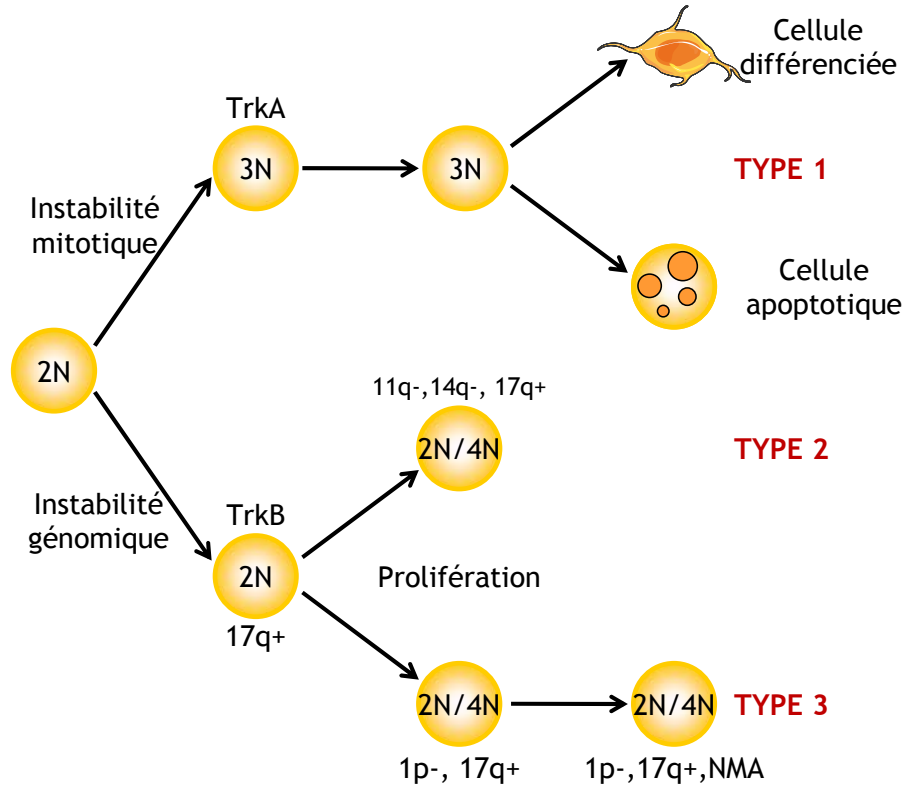 Cellule
différenciée
TrkA
3N
3N
TYPE 1
Instabilité
mitotique
Cellule
apoptotique
2N
11q-,14q-, 17q+
2N/4N
TYPE 2
Instabilité
génomique
TrkB
2N
17q+
Prolifération
2N/4N
2N/4N
TYPE 3
1p-, 17q+
1p-,17q+,NMA